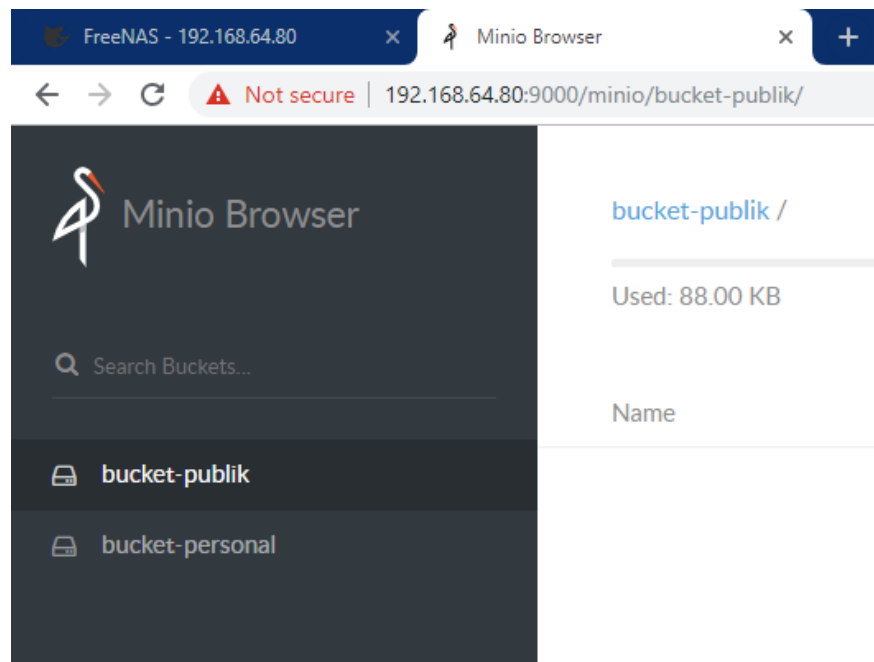 FreeNAS - 192.168.64.80
Minio Browser
Not secure | 192.168.64.80:9000/minio/bucket-publik/
Minio Browser
Search Buckets...
bucket-publik
bucket-personal
bucket-publik /
Used: 88.00 KB
Name